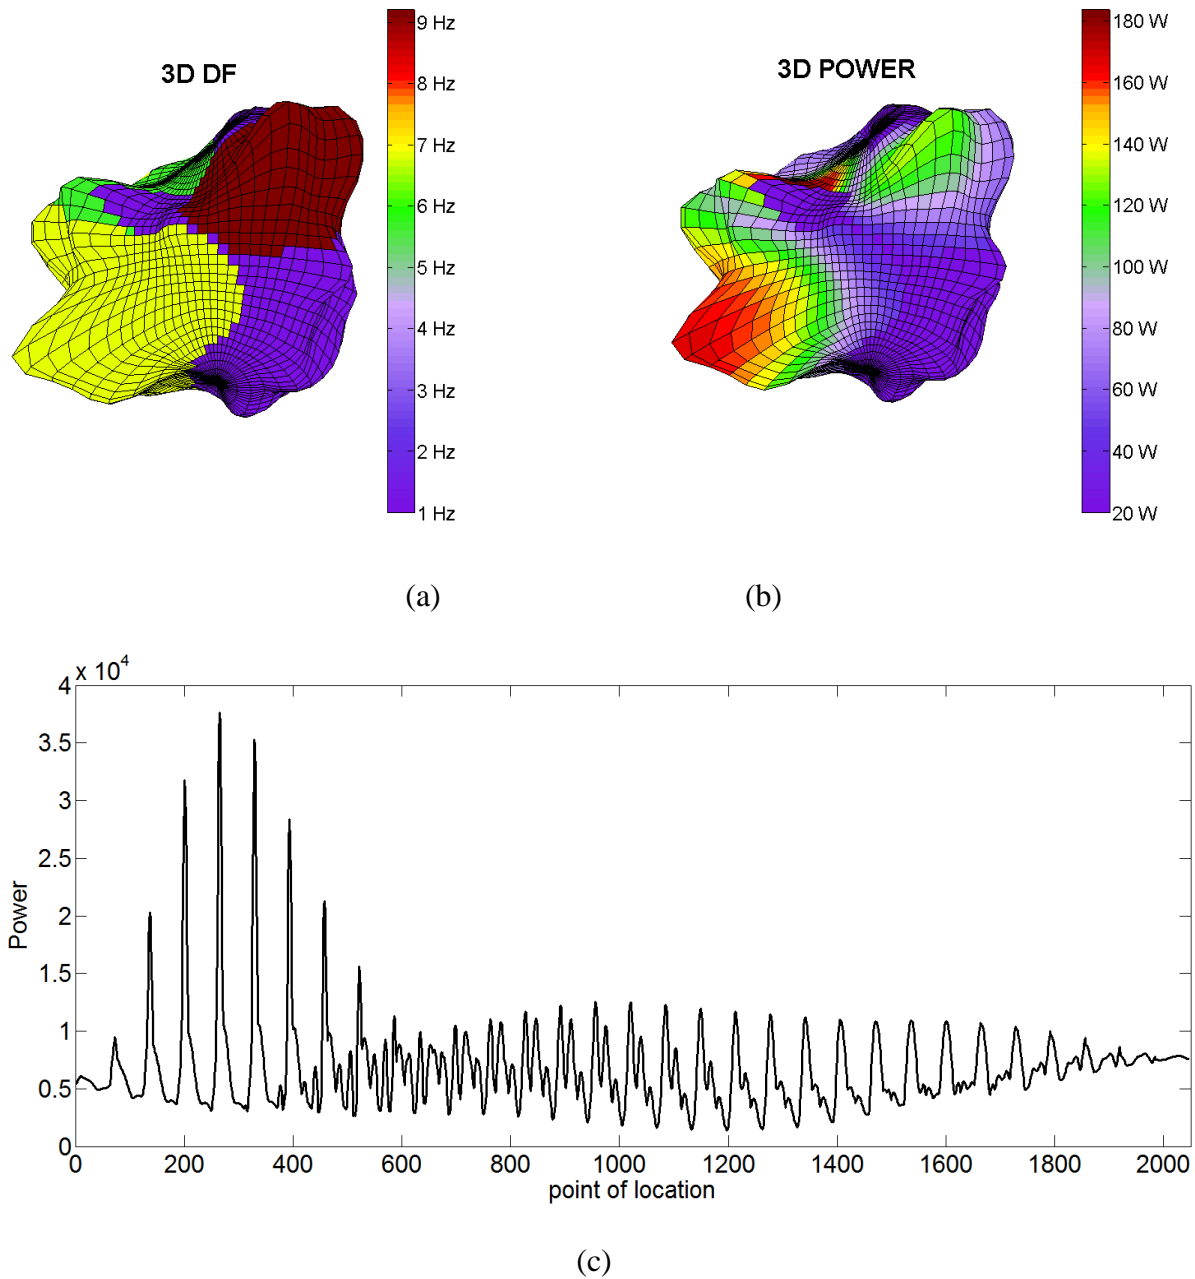 3D DF
9 Hz
8 Hz
7 Hz
6 Hz
5 Hz
4 Hz
3 Hz
2 Hz
1 Hz
3D POWER
180 W
160 W
140 W
120 W
100 W
80 W
60 W
40 W
20 W
(a)
(b)
x 10^4
4
3.5
3
2.5
2
1.5
1
0.5
0
Power
0 200 400 600 800 1000 1200 1400 1600 1800 2000
point of location
(c)